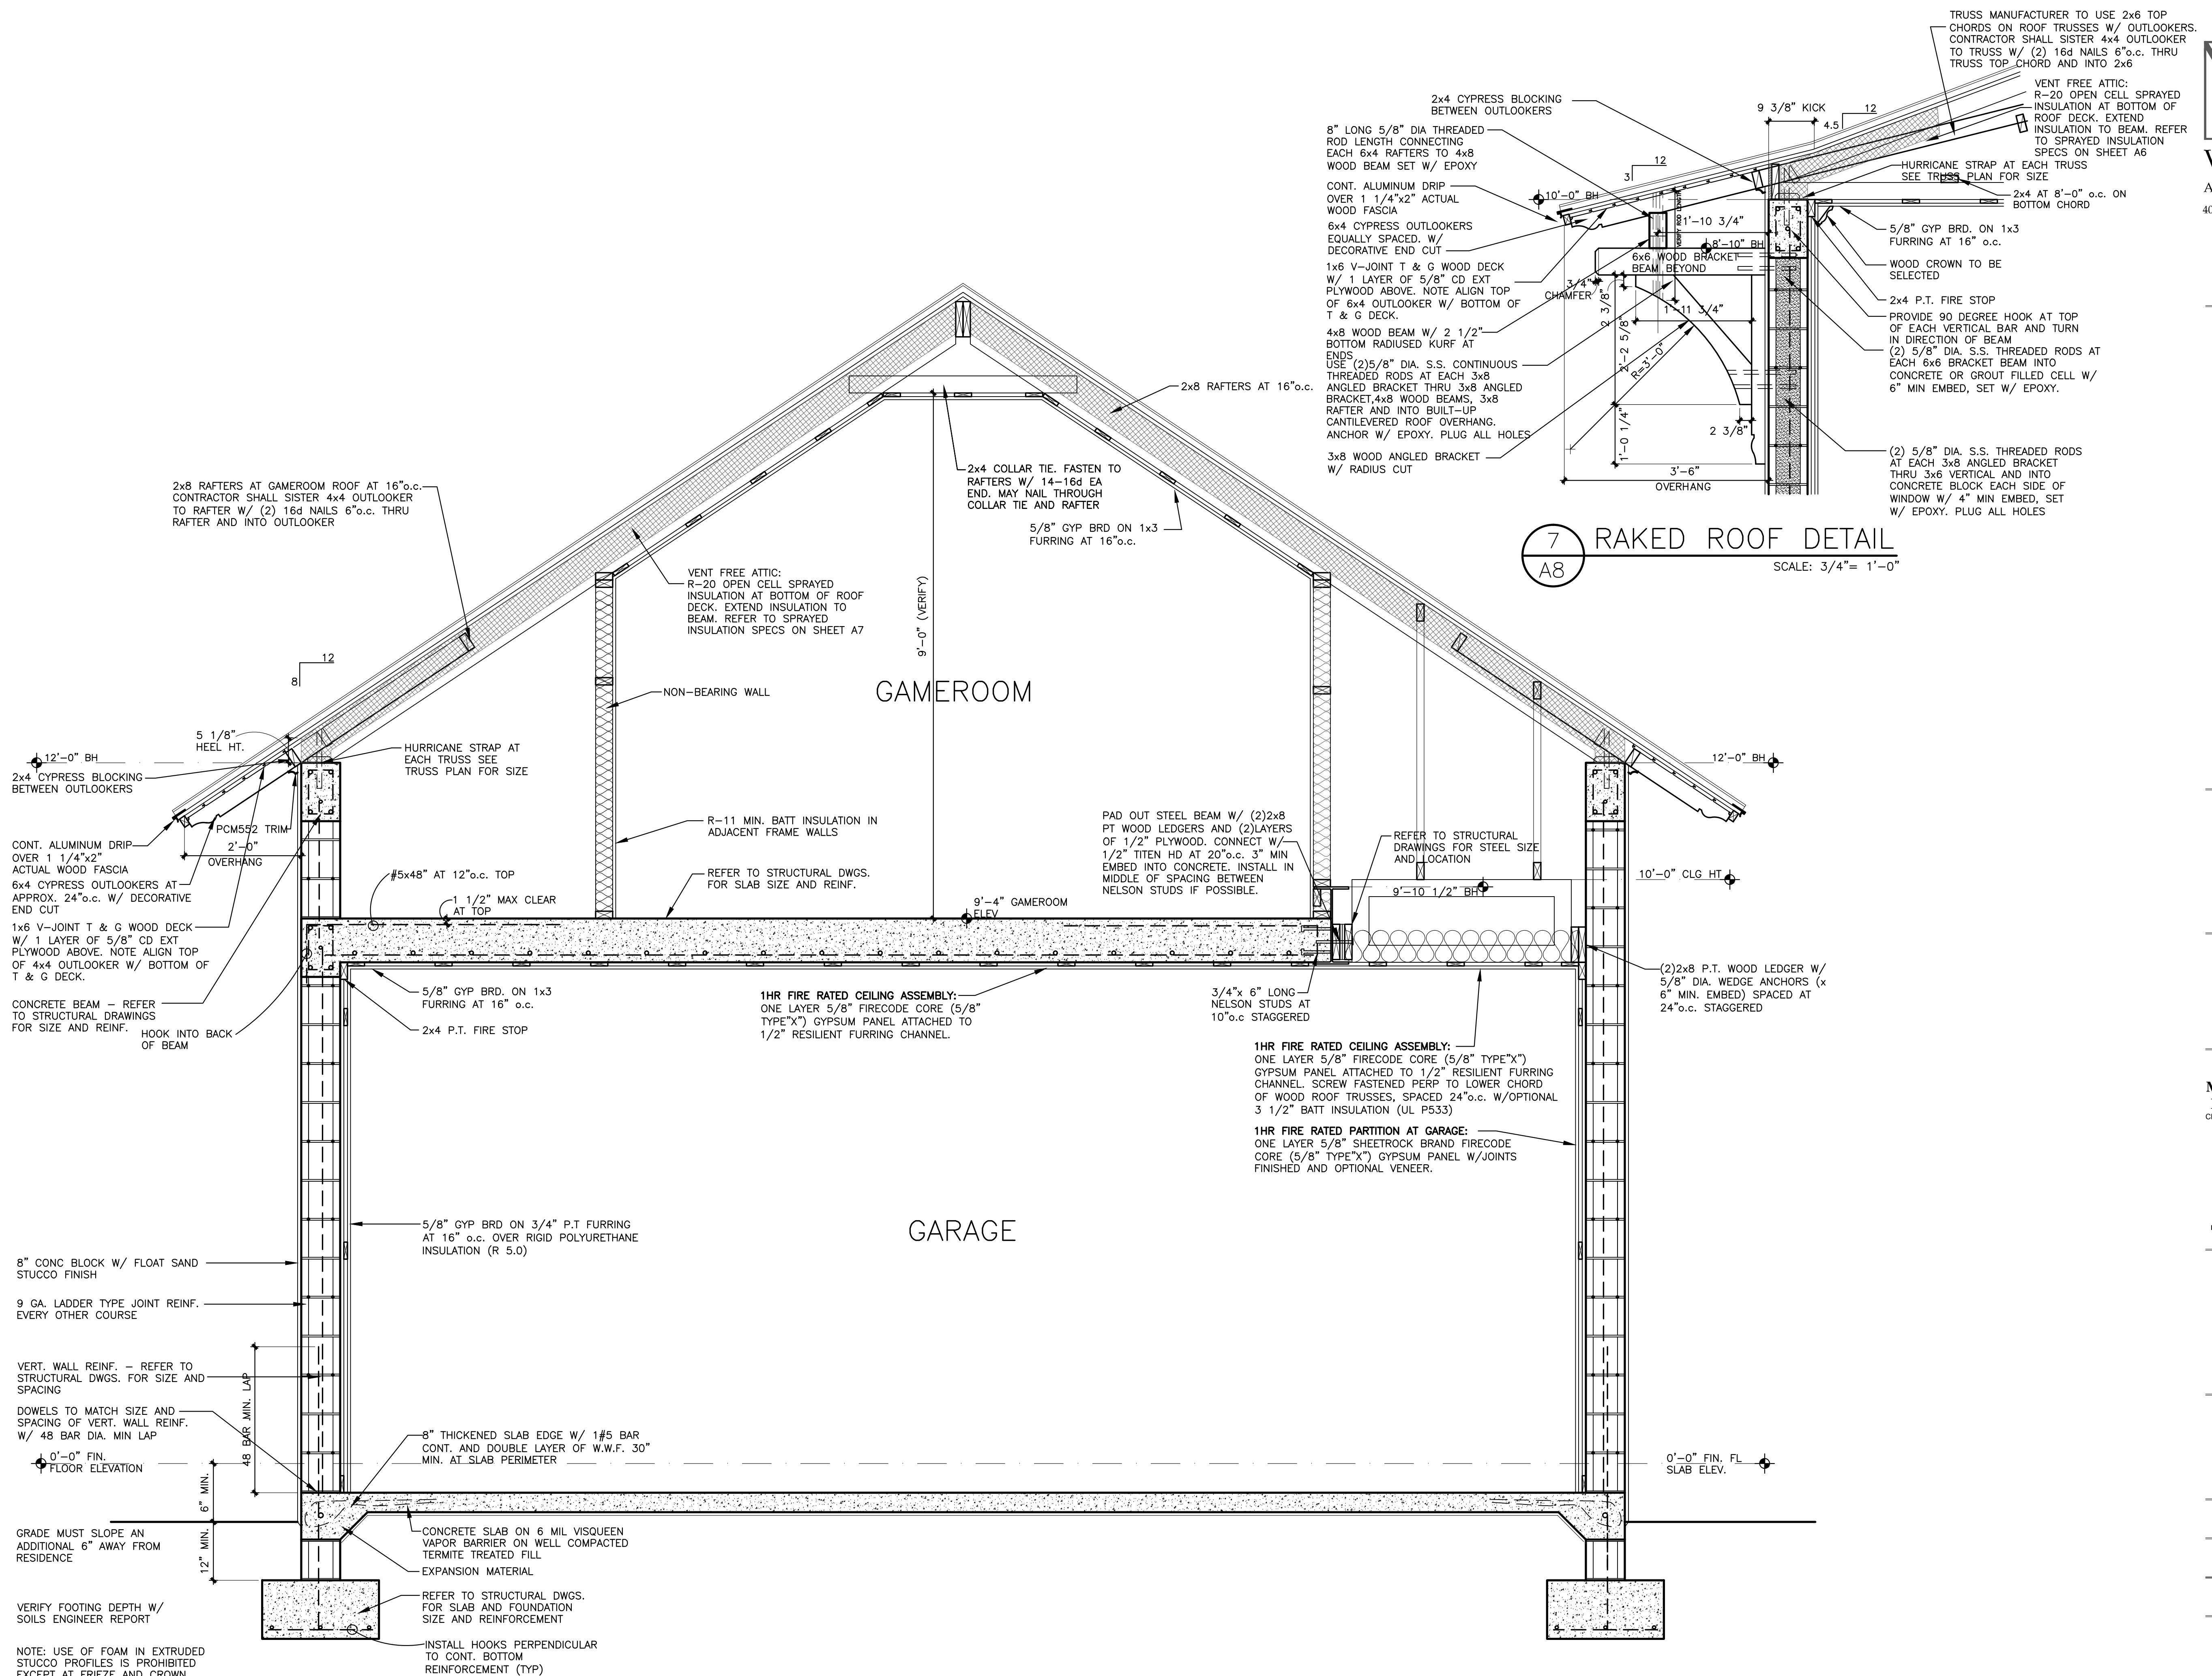 TRUSS MANUFACTURER TO USE 2x6 TOP
CHORDS ON ROOF TRUSSES W/ OUTLOOKERS.
CONTRACTOR SHALL SISTER 4x4 OUTLOOKER
TO TRUSS W/ (2) 16d NAILS 6"o.c. THRU
TRUSS TOP CHORD AND INTO 2x6
VENT FREE ATTIC:
R-20 OPEN CELL SPRAYED
INSULATION AT BOTTOM OF
ROOF DECK. EXTEND
INSULATION TO BEAM. REFER
TO SPRAYED INSULATION
SPECS ON SHEET A6
2x4 CYPRESS BLOCKING
BETWEEN OUTLOOKERS
9 3/8" KICK
12
4.5
8" LONG 5/8" DIA THREADED
ROD LENGTH CONNECTING
EACH 6x4 RAFTERS TO 4x8
WOOD BEAM SET W/ EPOXY
12
3
HURRICANE STRAP AT EACH TRUSS
SEE TRUSS PLAN FOR SIZE
CONT. ALUMINUM DRIP
OVER 1 1/4"x2" ACTUAL
WOOD FASCIA
10'-0" BH
2x4 AT 8'-0" o.c. ON
BOTTOM CHORD
6x4 CYPRESS OUTLOOKERS
EQUALLY SPACED. W/
DECORATIVE END CUT
VERIFY ROD LENGTH
1'-10 3/4"
8'-10" BH
6x6 WOOD BRACKET
BEAM BEYOND
5/8" GYP BRD. ON 1x3
FURRING AT 16" o.c.
WOOD CROWN TO BE
SELECTED
1x6 V-JOINT T & G WOOD DECK
W/ 1 LAYER OF 5/8" CD EXT
PLYWOOD ABOVE. NOTE ALIGN TOP
OF 6x4 OUTLOOKER W/ BOTTOM OF
T & G DECK.
3/4"
CHAMFER
2 3/8"
1'-11 3/4"
2'-2 5/8"
R=3'-0"
1'-0 1/4"
2 3/8"
3'-6"
OVERHANG
2x4 P.T. FIRE STOP
PROVIDE 90 DEGREE HOOK AT TOP
OF EACH VERTICAL BAR AND TURN
IN DIRECTION OF BEAM
4x8 WOOD BEAM W/ 2 1/2"
BOTTOM RADIUSED KURF AT
ENDS
USE (2)5/8" DIA. S.S. CONTINUOUS
THREADED RODS AT EACH 3x8
ANGLED BRACKET THRU 3x8 ANGLED
BRACKET,4x8 WOOD BEAMS, 3x8
RAFTER AND INTO BUILT-UP
CANTILEVERED ROOF OVERHANG.
ANCHOR W/ EPOXY. PLUG ALL HOLES
(2) 5/8" DIA. S.S. THREADED RODS AT
EACH 6x6 BRACKET BEAM INTO
CONCRETE OR GROUT FILLED CELL W/
6" MIN EMBED, SET W/ EPOXY.
3x8 WOOD ANGLED BRACKET
W/ RADIUS CUT
(2) 5/8" DIA. S.S. THREADED RODS
AT EACH 3x8 ANGLED BRACKET
THRU 3x6 VERTICAL AND INTO
CONCRETE BLOCK EACH SIDE OF
WINDOW W/ 4" MIN EMBED, SET
W/ EPOXY. PLUG ALL HOLES
7
A8
RAKED ROOF DETAIL
SCALE: 3/4"= 1'-0"
2x8 RAFTERS AT 16"o.c.
2x8 RAFTERS AT GAMEROOM ROOF AT 16"o.c.
CONTRACTOR SHALL SISTER 4x4 OUTLOOKER
TO RAFTER W/ (2) 16d NAILS 6"o.c. THRU
RAFTER AND INTO OUTLOOKER
2x4 COLLAR TIE. FASTEN TO
RAFTERS W/ 14-16d EA
END. MAY NAIL THROUGH
COLLAR TIE AND RAFTER
5/8" GYP BRD ON 1x3
FURRING AT 16"o.c.
VENT FREE ATTIC:
R-20 OPEN CELL SPRAYED
INSULATION AT BOTTOM OF ROOF
DECK. EXTEND INSULATION TO
BEAM. REFER TO SPRAYED
INSULATION SPECS ON SHEET A7
9'-0" (VERIFY)
12
8
NON-BEARING WALL
GAMEROOM
5 1/8"
HEEL HT.
12'-0" BH
HURRICANE STRAP AT
EACH TRUSS SEE
TRUSS PLAN FOR SIZE
12'-0" BH
2x4 CYPRESS BLOCKING
BETWEEN OUTLOOKERS
PCM552 TRIM
2'-0"
OVERHANG
CONT. ALUMINUM DRIP
OVER 1 1/4"x2"
ACTUAL WOOD FASCIA
R-11 MIN. BATT INSULATION IN
ADJACENT FRAME WALLS
PAD OUT STEEL BEAM W/ (2)2x8
PT WOOD LEDGERS AND (2)LAYERS
OF 1/2" PLYWOOD. CONNECT W/
1/2" TITEN HD AT 20"o.c. 3" MIN
EMBED INTO CONCRETE. INSTALL IN
MIDDLE OF SPACING BETWEEN
NELSON STUDS IF POSSIBLE.
REFER TO STRUCTURAL
DRAWINGS FOR STEEL SIZE
AND LOCATION
6x4 CYPRESS OUTLOOKERS AT
APPROX. 24"o.c. W/ DECORATIVE
END CUT
#5x48" AT 12"o.c. TOP
REFER TO STRUCTURAL DWGS.
FOR SLAB SIZE AND REINF.
1 1/2" MAX CLEAR
AT TOP
9'-4" GAMEROOM
ELEV
9'-10 1/2" BH
10'-0" CLG HT
1x6 V-JOINT T & G WOOD DECK
W/ 1 LAYER OF 5/8" CD EXT
PLYWOOD ABOVE. NOTE ALIGN TOP
OF 4x4 OUTLOOKER W/ BOTTOM OF
T & G DECK.
CONCRETE BEAM - REFER
TO STRUCTURAL DRAWINGS
FOR SIZE AND REINF.
HOOK INTO BACK
OF BEAM
5/8" GYP BRD. ON 1x3
FURRING AT 16" o.c.
2x4 P.T. FIRE STOP
1HR FIRE RATED CEILING ASSEMBLY:
ONE LAYER 5/8" FIRECODE CORE (5/8"
TYPE"X") GYPSUM PANEL ATTACHED TO
1/2" RESILIENT FURRING CHANNEL.
3/4"x 6" LONG
NELSON STUDS AT
10"o.c STAGGERED
(2)2x8 P.T. WOOD LEDGER W/
5/8" DIA. WEDGE ANCHORS (x
6" MIN. EMBED) SPACED AT
24"o.c. STAGGERED
1HR FIRE RATED CEILING ASSEMBLY:
ONE LAYER 5/8" FIRECODE CORE (5/8" TYPE"X")
GYPSUM PANEL ATTACHED TO 1/2" RESILIENT FURRING
CHANNEL. SCREW FASTENED PERP TO LOWER CHORD
OF WOOD ROOF TRUSSES, SPACED 24"o.c. W/OPTIONAL
3 1/2" BATT INSULATION (UL P533)
1HR FIRE RATED PARTITION AT GARAGE:
ONE LAYER 5/8" SHEETROCK BRAND FIRECODE
CORE (5/8" TYPE"X") GYPSUM PANEL W/JOINTS
FINISHED AND OPTIONAL VENEER.
5/8" GYP BRD ON 3/4" P.T FURRING
AT 16" o.c. OVER RIGID POLYURETHANE
INSULATION (R 5.0)
GARAGE
8" CONC BLOCK W/ FLOAT SAND
STUCCO FINISH
9 GA. LADDER TYPE JOINT REINF.
EVERY OTHER COURSE
VERT. WALL REINF. - REFER TO
STRUCTURAL DWGS. FOR SIZE AND
SPACING
48 BAR .MIN. LAP
DOWELS TO MATCH SIZE AND
SPACING OF VERT. WALL REINF.
W/ 48 BAR DIA. MIN LAP
8" THICKENED SLAB EDGE W/ 1#5 BAR
CONT. AND DOUBLE LAYER OF W.W.F. 30"
MIN. AT SLAB PERIMETER
0'-0" FIN.
FLOOR ELEVATION
0'-0" FIN. FL
SLAB ELEV.
6" MIN.
12" MIN.
GRADE MUST SLOPE AN
ADDITIONAL 6" AWAY FROM
RESIDENCE
CONCRETE SLAB ON 6 MIL VISQUEEN
VAPOR BARRIER ON WELL COMPACTED
TERMITE TREATED FILL
EXPANSION MATERIAL
REFER TO STRUCTURAL DWGS.
FOR SLAB AND FOUNDATION
SIZE AND REINFORCEMENT
VERIFY FOOTING DEPTH W/
SOILS ENGINEER REPORT
INSTALL HOOKS PERPENDICULAR
TO CONT. BOTTOM
REINFORCEMENT (TYP)
NOTE: USE OF FOAM IN EXTRUDED
STUCCO PROFILES IS PROHIBITED
EXCEPT AT FRIEZE AND CROWN